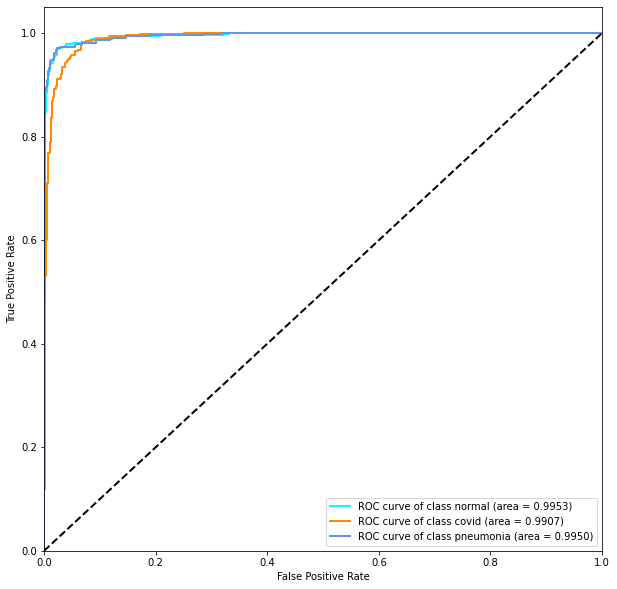 1.0
0.8
0.6
0.4
0.2
0.0
True Positive Rate
ROC curve of class normal (area = 0.9953)
ROC curve of class covid (area = 0.9907)
ROC curve of class pneumonia (area = 0.9950)
0.0 0.2 0.4 0.6 0.8 1.0
False Positive Rate